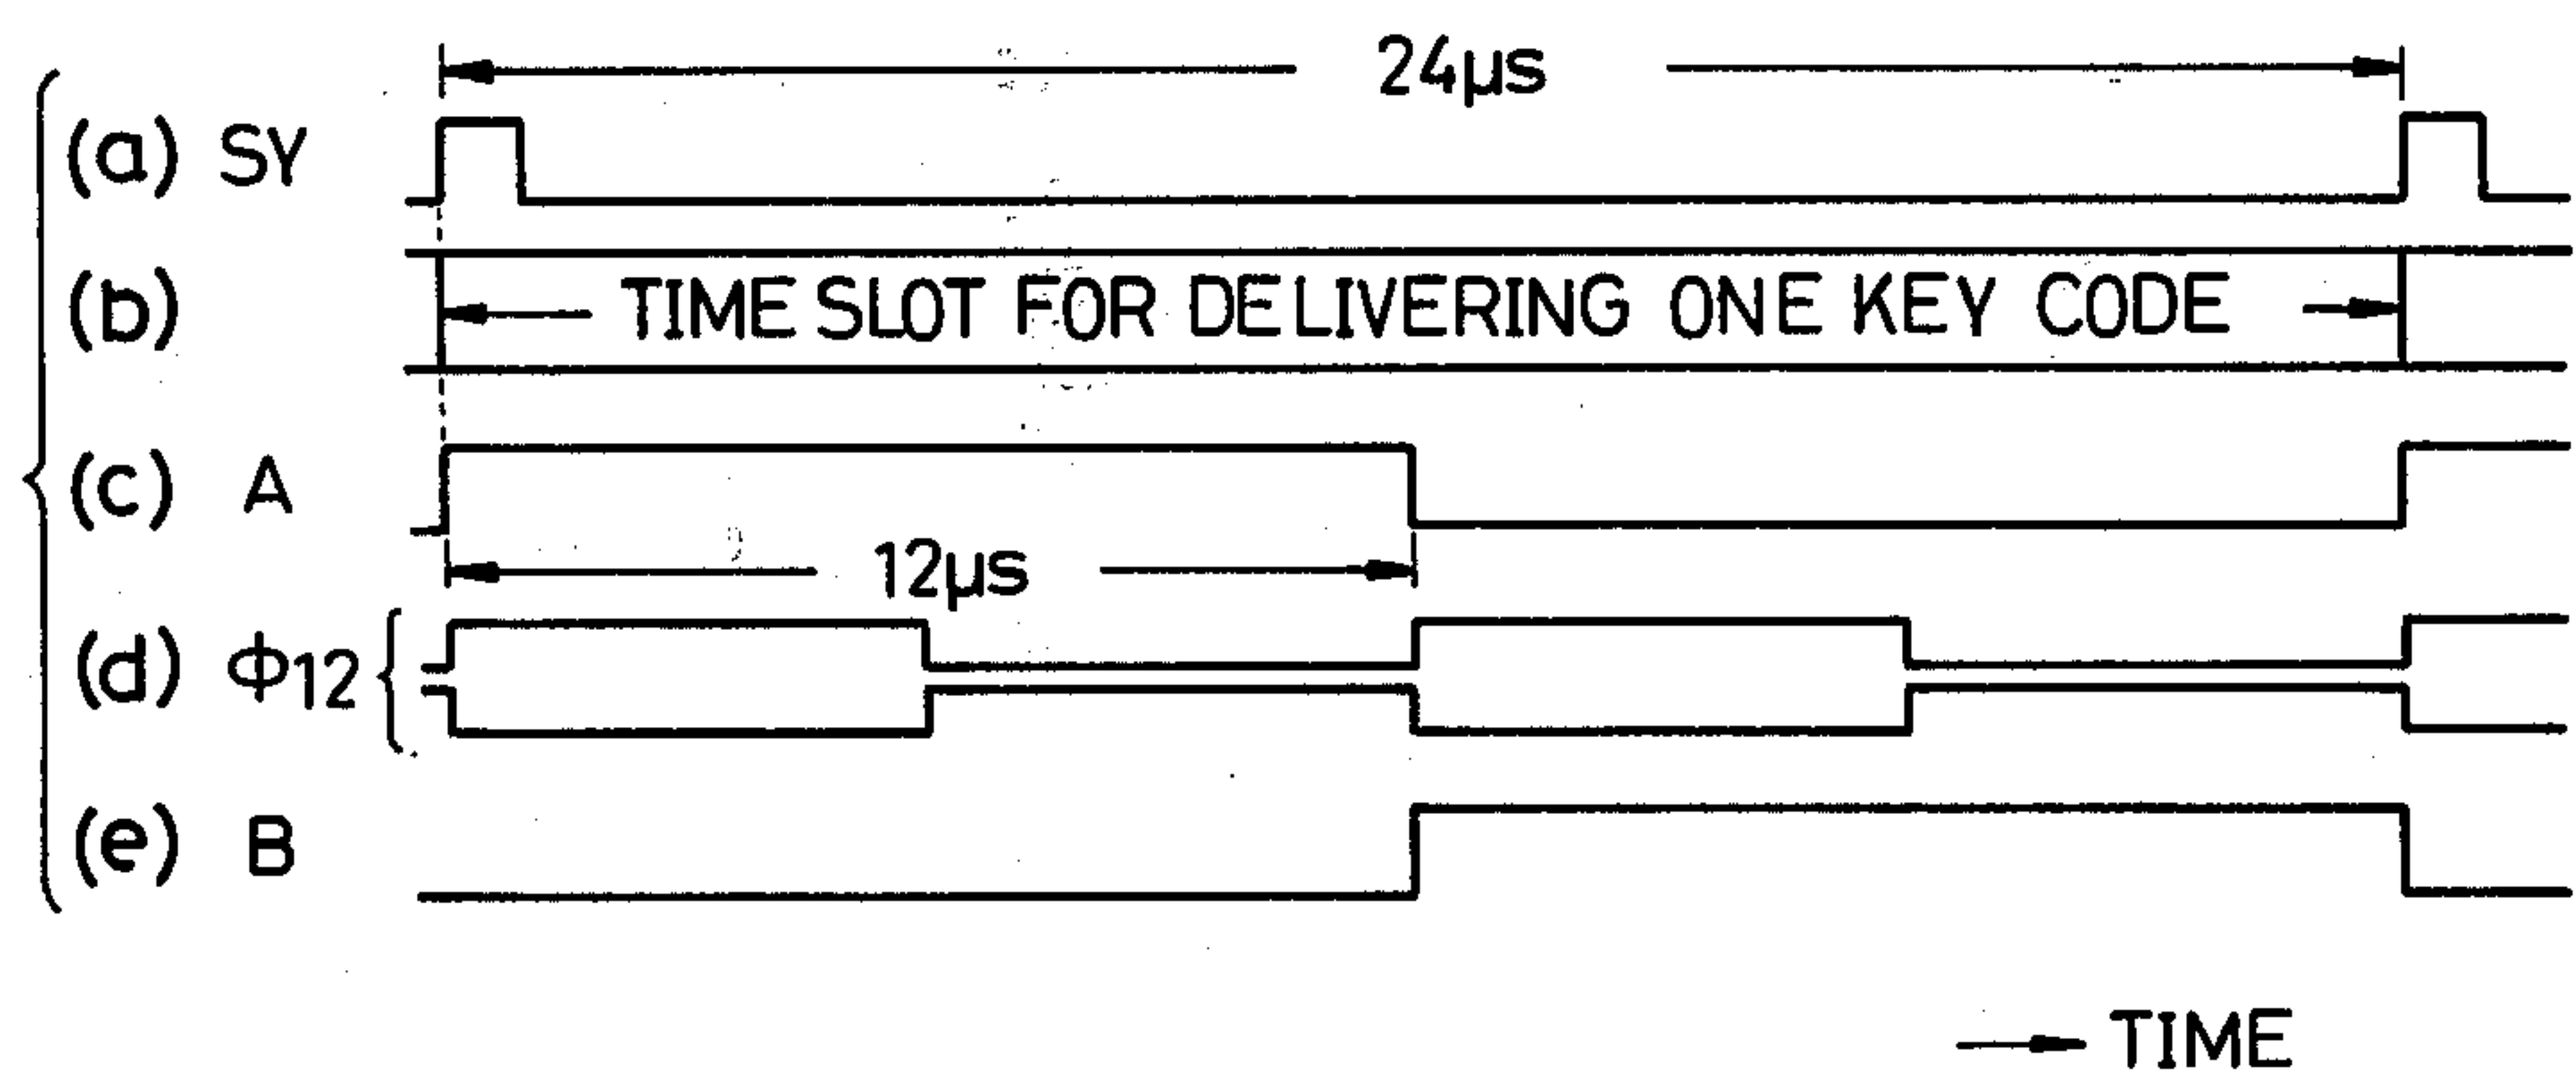 24μs
(a) SY
(b) TIME SLOT FOR DELIVERING ONE KEY CODE
(c) A
12μs
(d) Φ12
(e) B
TIME